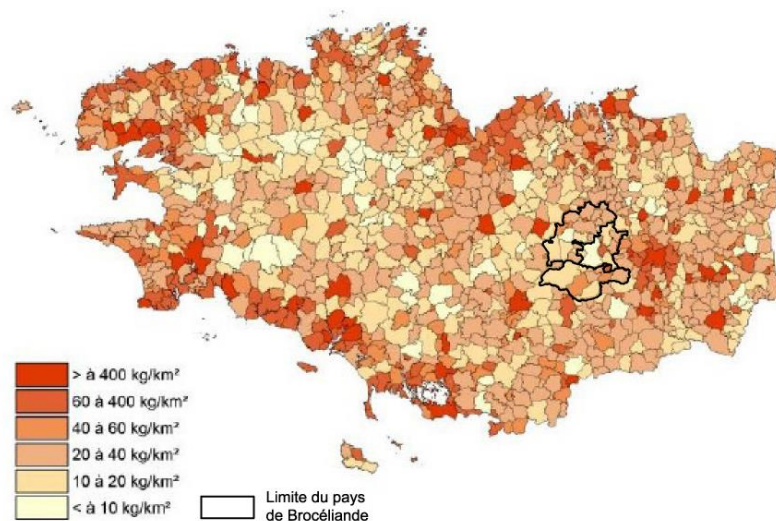 > à 400 kg/km²
60 à 400 kg/km²
40 à 60 kg/km²
20 à 40 kg/km²
10 à 20 kg/km²
< à 10 kg/km²
Limite du pays
de Brocéliande